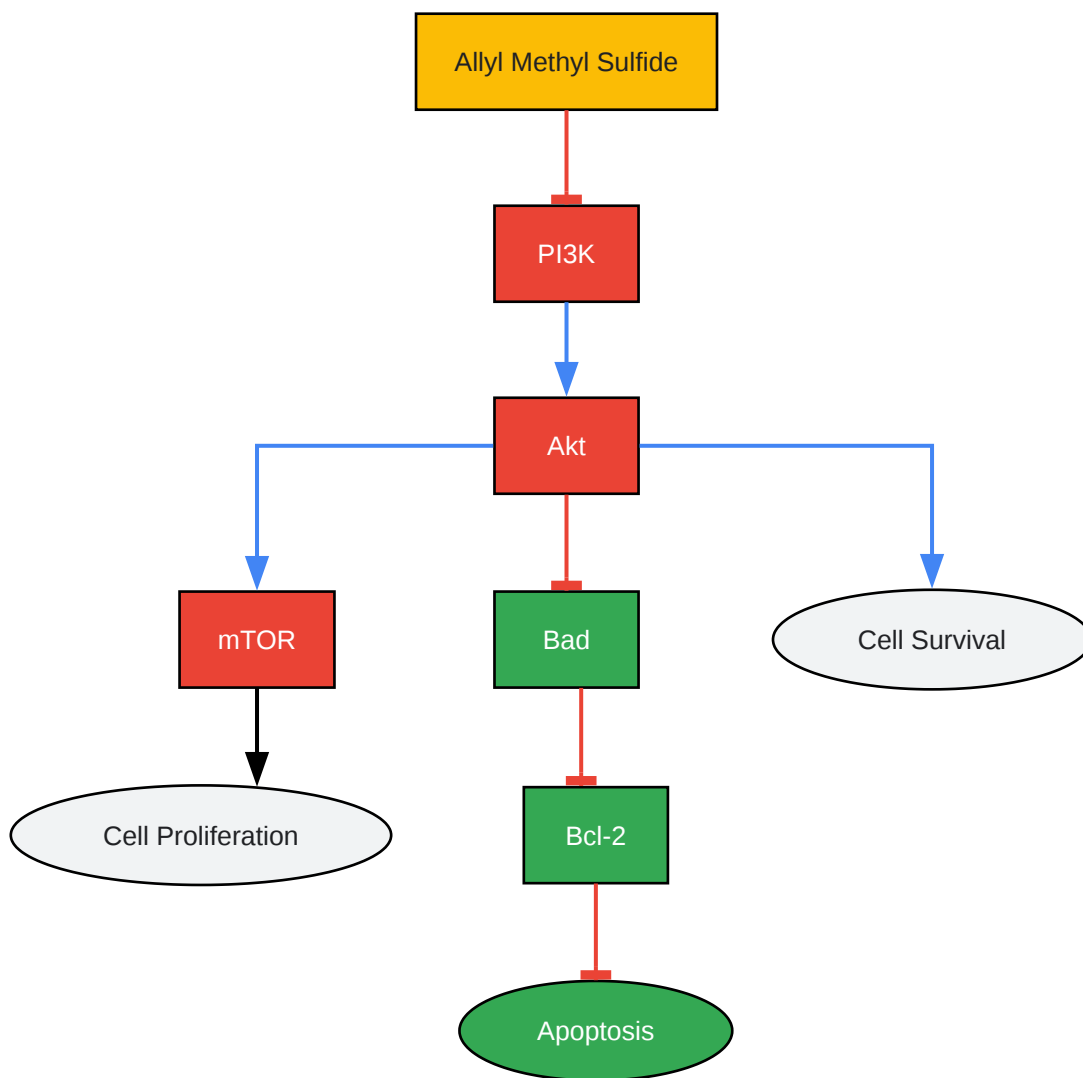 Allyl Methyl Sulfide
PI3K
Akt
mTOR
Bad
Cell Survival
Cell Proliferation
Bcl-2
Apoptosis